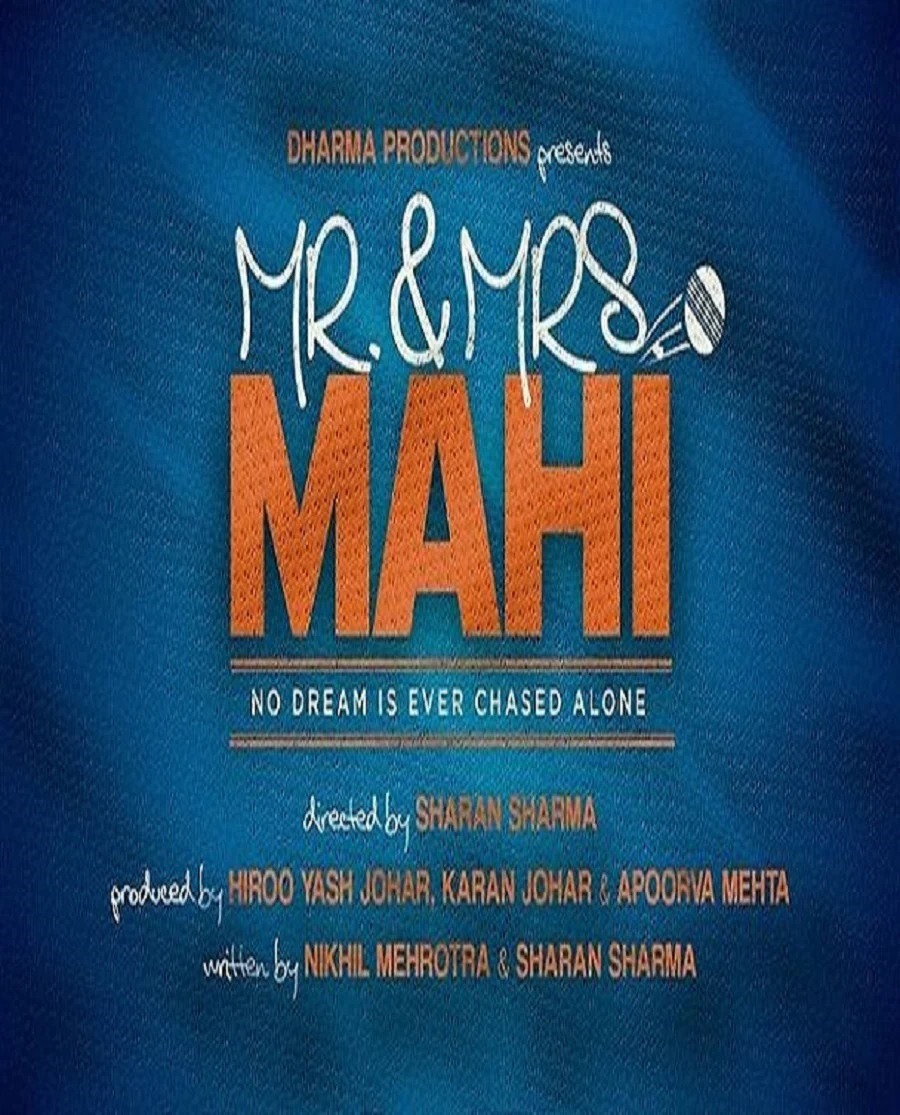 DHARMA PRODUCTIONS presents
MR. & MRS
MAHI
NO DREAM IS EVER CHASED ALONE
directed by SHARAN SHARMA
produced by HIROO YASH JOHAR, KARAN JOHAR & APOORVA MEHTA
written by NIKHIL MEHROTRA & SHARAN SHARMA